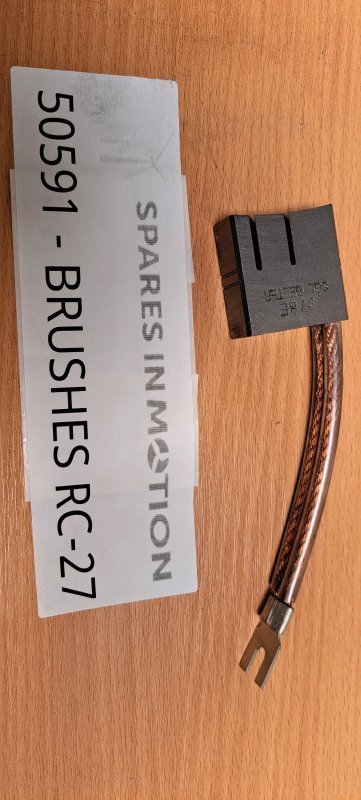 50591 - BRUSHES RC-27
SPARES IN MOTION